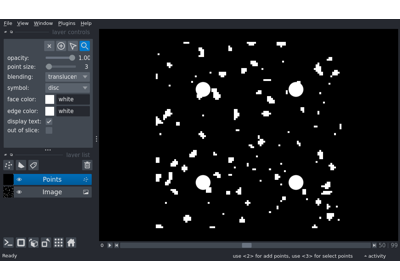 File View Window Plugins Help
layer controls
opacity: 1.00
point size: 3
blending: translucen
symbol: disc
face color: white
edge color: white
display text:
out of slice:
layer list
Points
Image
0 50 99
Ready use <2> for add points, use <3> for select points activity